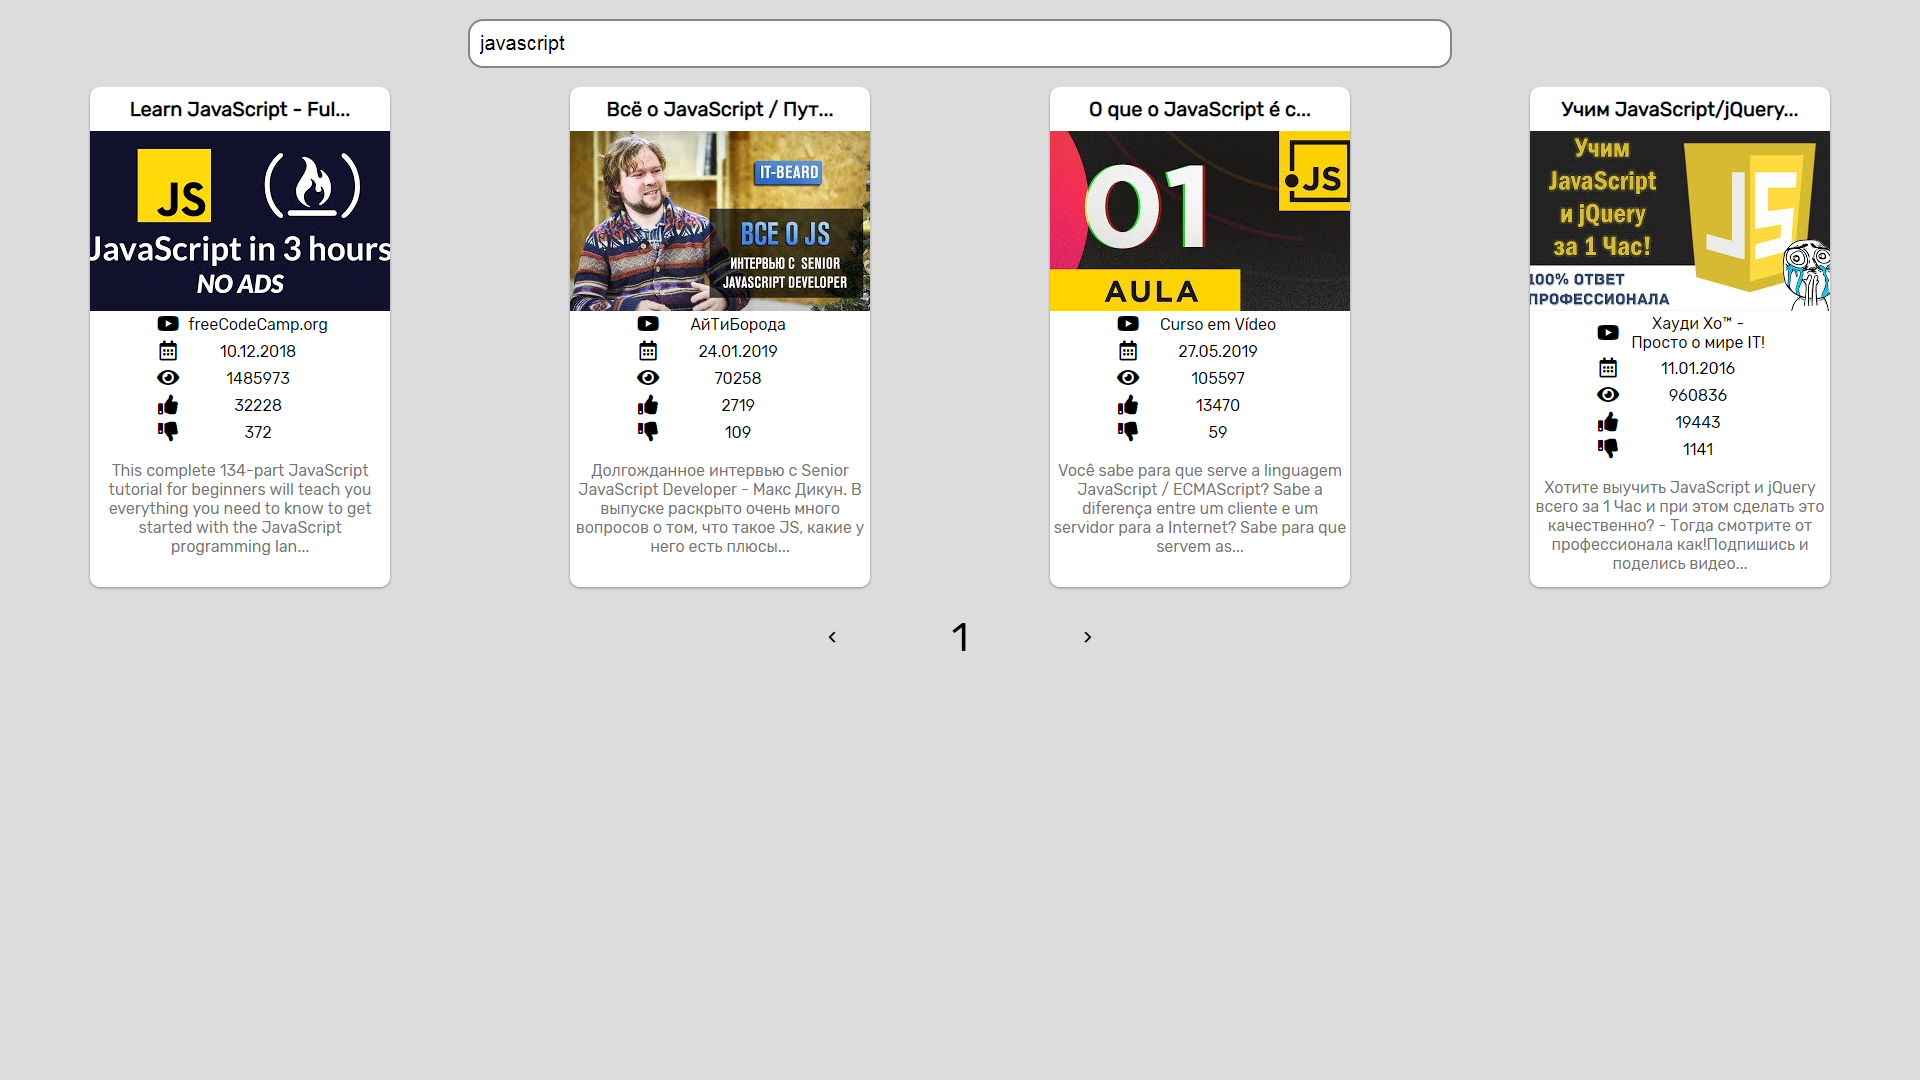 javascript
Learn JavaScript - Ful...
JS
JavaScript in 3 hours
NO ADS
freeCodeCamp.org
10.12.2018
1485973
32228
372
This complete 134-part JavaScript
tutorial for beginners will teach you
everything you need to know to get
started with the JavaScript
programming lan...
Всё о JavaScript / Пут...
IT-BEARD
ВСЕ О JS
ИНТЕРВЬЮ С SENIOR
JAVASCRIPT DEVELOPER
АйТиБорода
24.01.2019
70258
2719
109
Долгожданное интервью с Senior
JavaScript Developer - Макс Дикун. В
выпуске раскрыто очень много
вопросов о том, что такое JS, какие у
него есть плюсы...
O que o JavaScript é c...
01
JS
AULA
Curso em Vídeo
27.05.2019
105597
13470
59
Você sabe para que serve a linguagem
JavaScript / ECMAScript? Sabe a
diferença entre um cliente e um
servidor para a Internet? Sabe para que
servem as...
Учим JavaScript/jQuery...
Учим
JavaScript
и jQuery
за 1 Час!
JS
100% ОТВЕТ
ПРОФЕССИОНАЛА
Хауди Хо™ -
Просто о мире IT!
11.01.2016
960836
19443
1141
Хотите выучить JavaScript и jQuery
всего за 1 Час и при этом сделать это
качественно? - Тогда смотрите от
профессионала как!Подпишись и
поделись видео...
‹ 1 ›